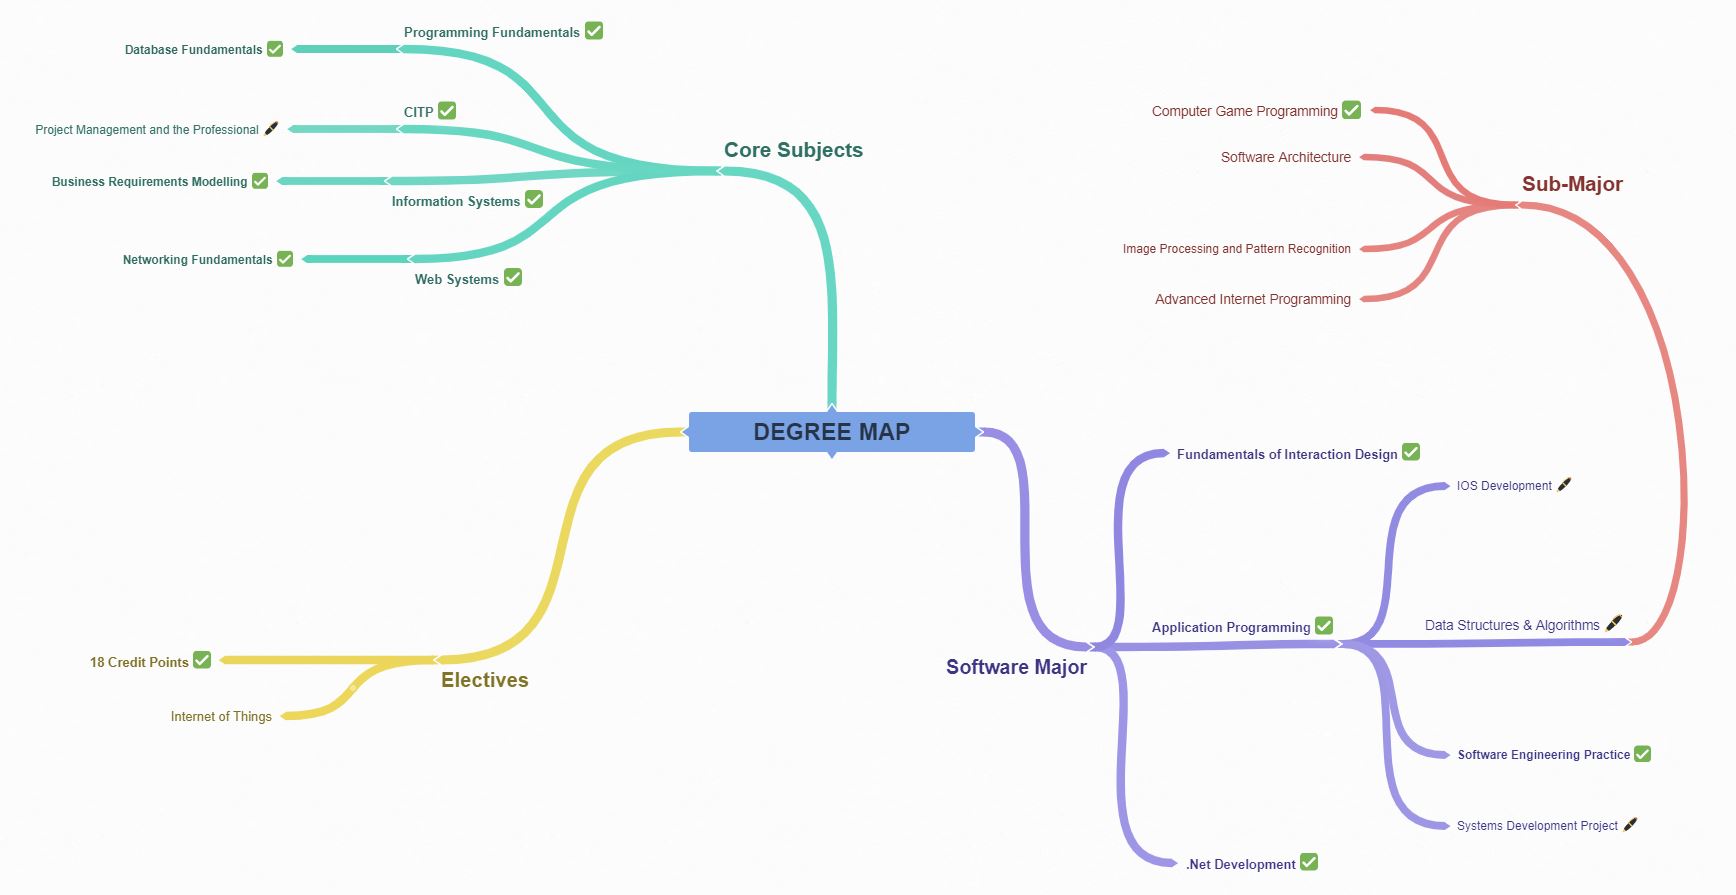 DEGREE MAP
Core Subjects
Programming Fundamentals ✅
Database Fundamentals ✅
CITP ✅
Project Management and the Professional
Business Requirements Modelling ✅
Information Systems ✅
Networking Fundamentals ✅
Web Systems ✅
Electives
18 Credit Points ✅
Internet of Things
Software Major
Fundamentals of Interaction Design ✅
Application Programming ✅
IOS Development
Data Structures & Algorithms
Software Engineering Practice ✅
Systems Development Project
.Net Development ✅
Sub-Major
Computer Game Programming ✅
Software Architecture
Image Processing and Pattern Recognition
Advanced Internet Programming